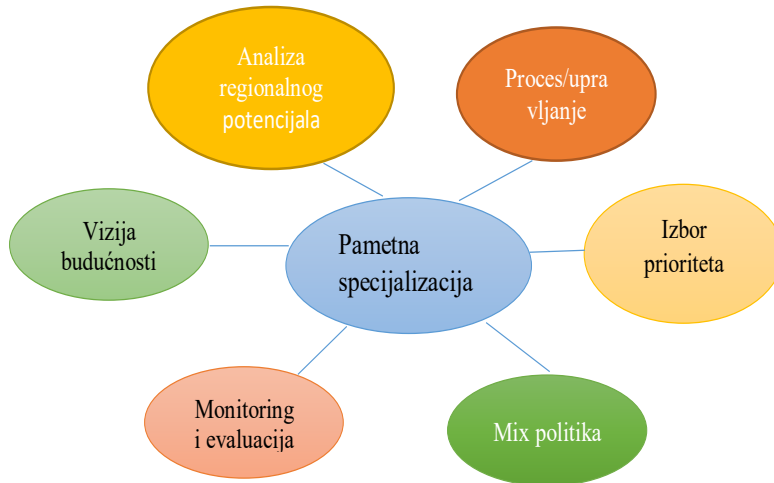 Analiza
regionalnog
potencijala
Proces/upra
vljanje
Vizija
budućnosti
Pametna
specijalizacija
Izbor
prioriteta
Monitoring
i evaluacija
Mix politika